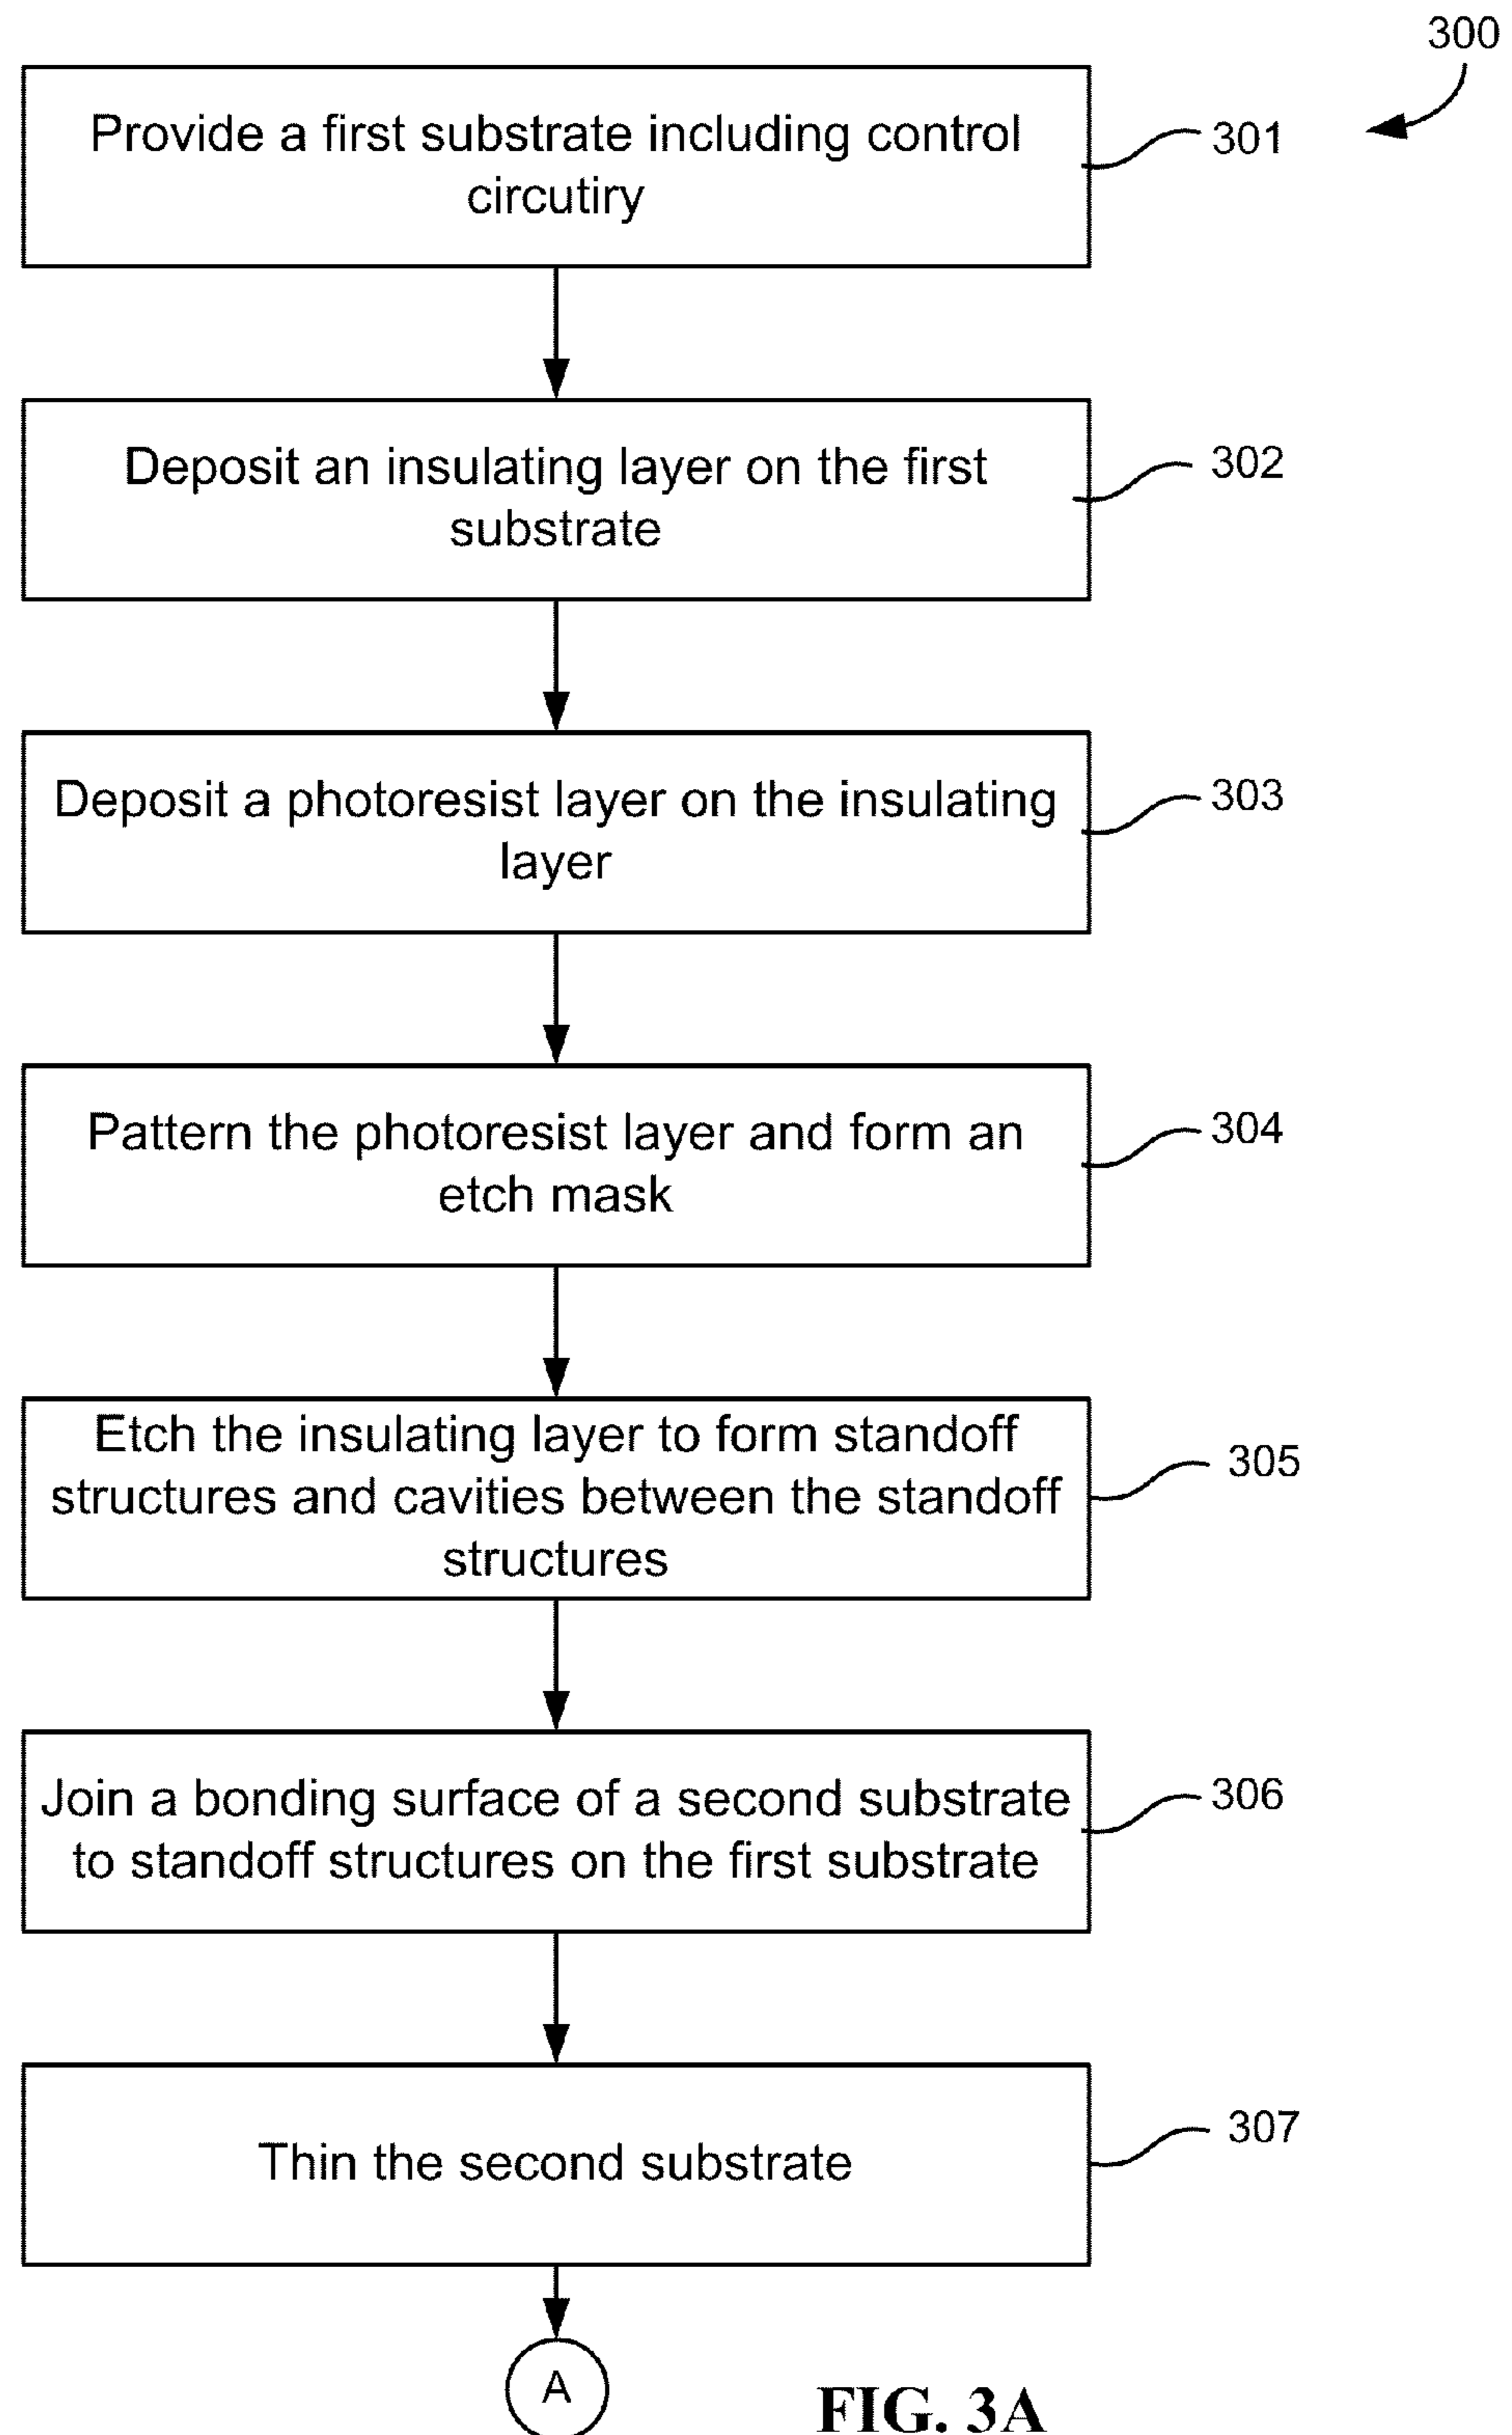 300
Provide a first substrate including control
circutiry
301
Deposit an insulating layer on the first
substrate
302
Deposit a photoresist layer on the insulating
layer
303
Pattern the photoresist layer and form an
etch mask
304
Etch the insulating layer to form standoff
structures and cavities between the standoff
structures
305
Join a bonding surface of a second substrate
to standoff structures on the first substrate
306
Thin the second substrate
307
A
FIG. 3A